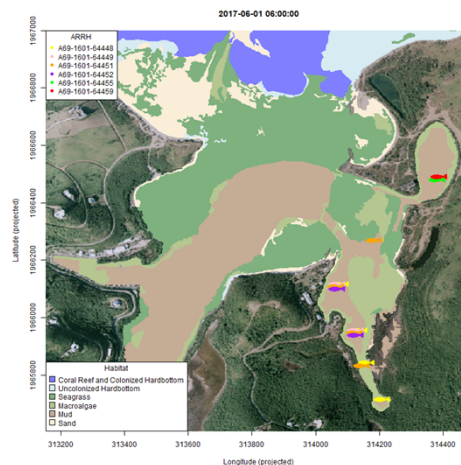 2017-06-01 06:00:00
ARRH
A69-1601-64448
A69-1601-64449
A69-1601-64451
A69-1601-64452
A69-1601-64455
A69-1601-64459
1967000
1966800
1966600
1966400
1966200
1966000
1965800
Latitude (projected)
Habitat
Coral Reef and Colonized Hardbottom
Uncolonized Hardbottom
Seagrass
Macroalgae
Mud
Sand
313200
313400
313600
313800
314000
314200
314400
Longitude (projected)